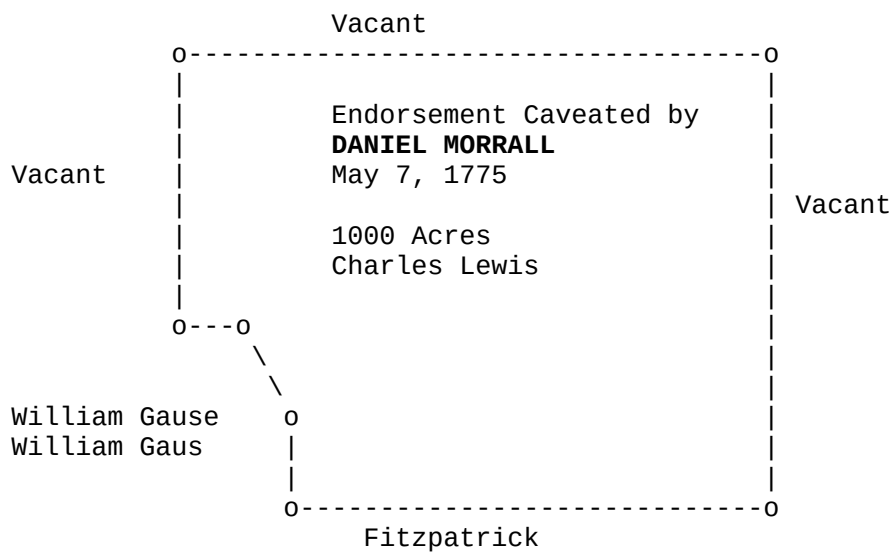 Vacant
Endorsement Caveated by
DANIEL MORRALL
Vacant
May 7, 1775
Vacant
1000 Acres
Charles Lewis
William Gause
William Gaus
Fitzpatrick